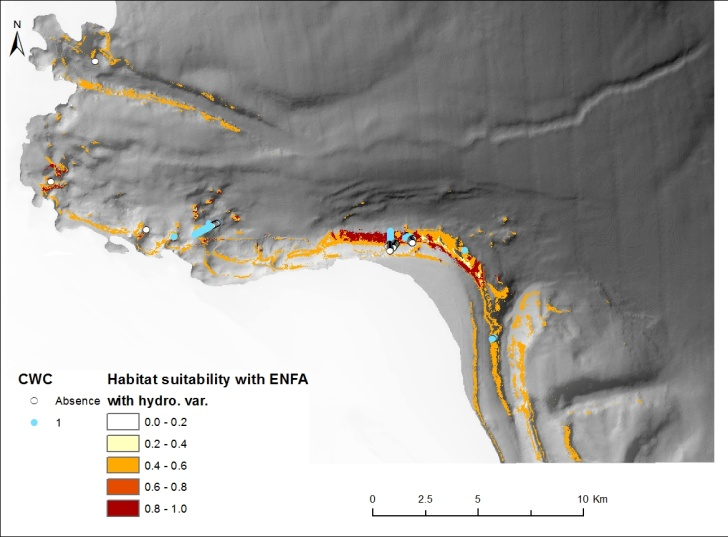 N
CWC
Absence
1
Habitat suitability with ENFA
with hydro. var.
0.0 - 0.2
0.2 - 0.4
0.4 - 0.6
0.6 - 0.8
0.8 - 1.0
0 2.5 5 10 Km